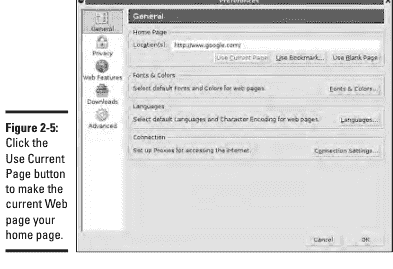 Preferences
General
General
Privacy
Web Features
Downloads
Advanced
Home Page
Location(s): http://www.google.com/
Use Current Page
Use Bookmark...
Use Blank Page
Fonts & Colors
Select default Fonts and Colors for web pages.
Fonts & Colors...
Languages
Select default Languages and Character Encoding for web pages.
Languages...
Connection
Set up Proxies for accessing the Internet.
Connection Settings...
Cancel
OK
Figure 2-5:
Click the
Use Current
Page button
to make the
current Web
page your
home page.